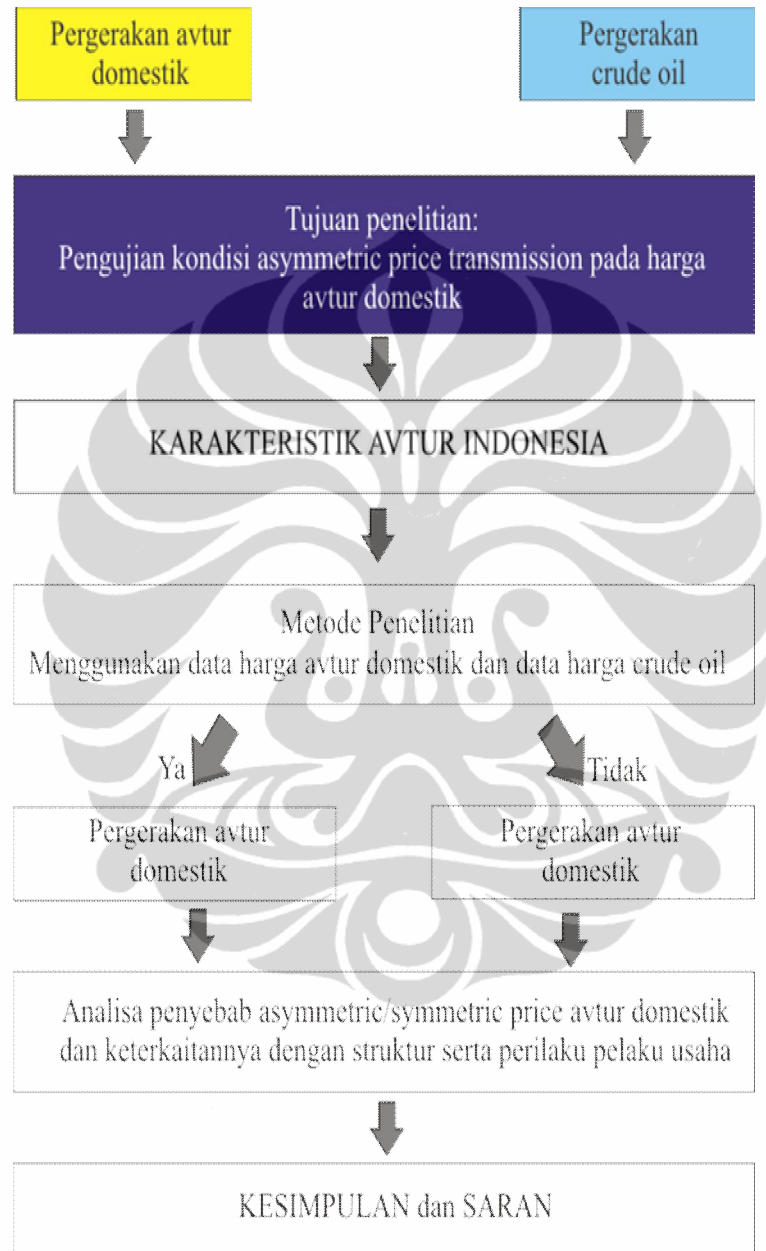 Pergerakan avtur
domestik
Pergerakan
crude oil
Tujuan penelitian:
Pengujian kondisi asymmetric price transmission pada harga
avtur domestik
KARAKTERISTIK AVTUR INDONESIA
Metode Penelitian
Menggunakan data harga avtur domestik dan data harga crude oil
Ya
Tidak
Pergerakan avtur
domestik
Pergerakan avtur
domestik
Analisa penyebab asymmetric/symmetric price avtur domestik
dan keterkaitannya dengan struktur serta perilaku pelaku usaha
KESIMPULAN dan SARAN